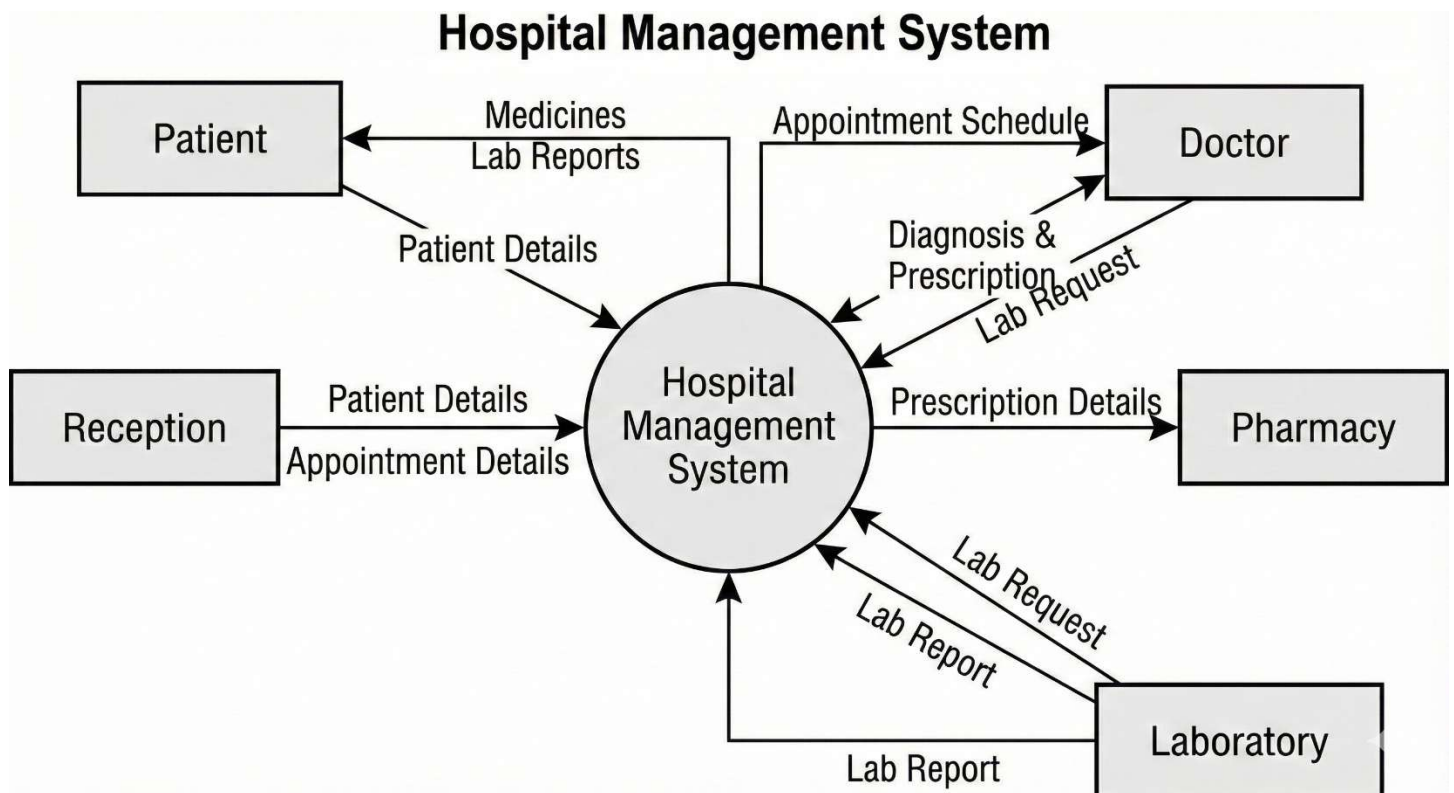 Hospital Management System
Patient
Medicines
Lab Reports
Appointment Schedule
Doctor
Patient Details
Diagnosis &
Prescription
Lab Request
Reception
Patient Details
Appointment Details
Hospital
Management
System
Prescription Details
Pharmacy
Lab Request
Lab Report
Lab Report
Laboratory